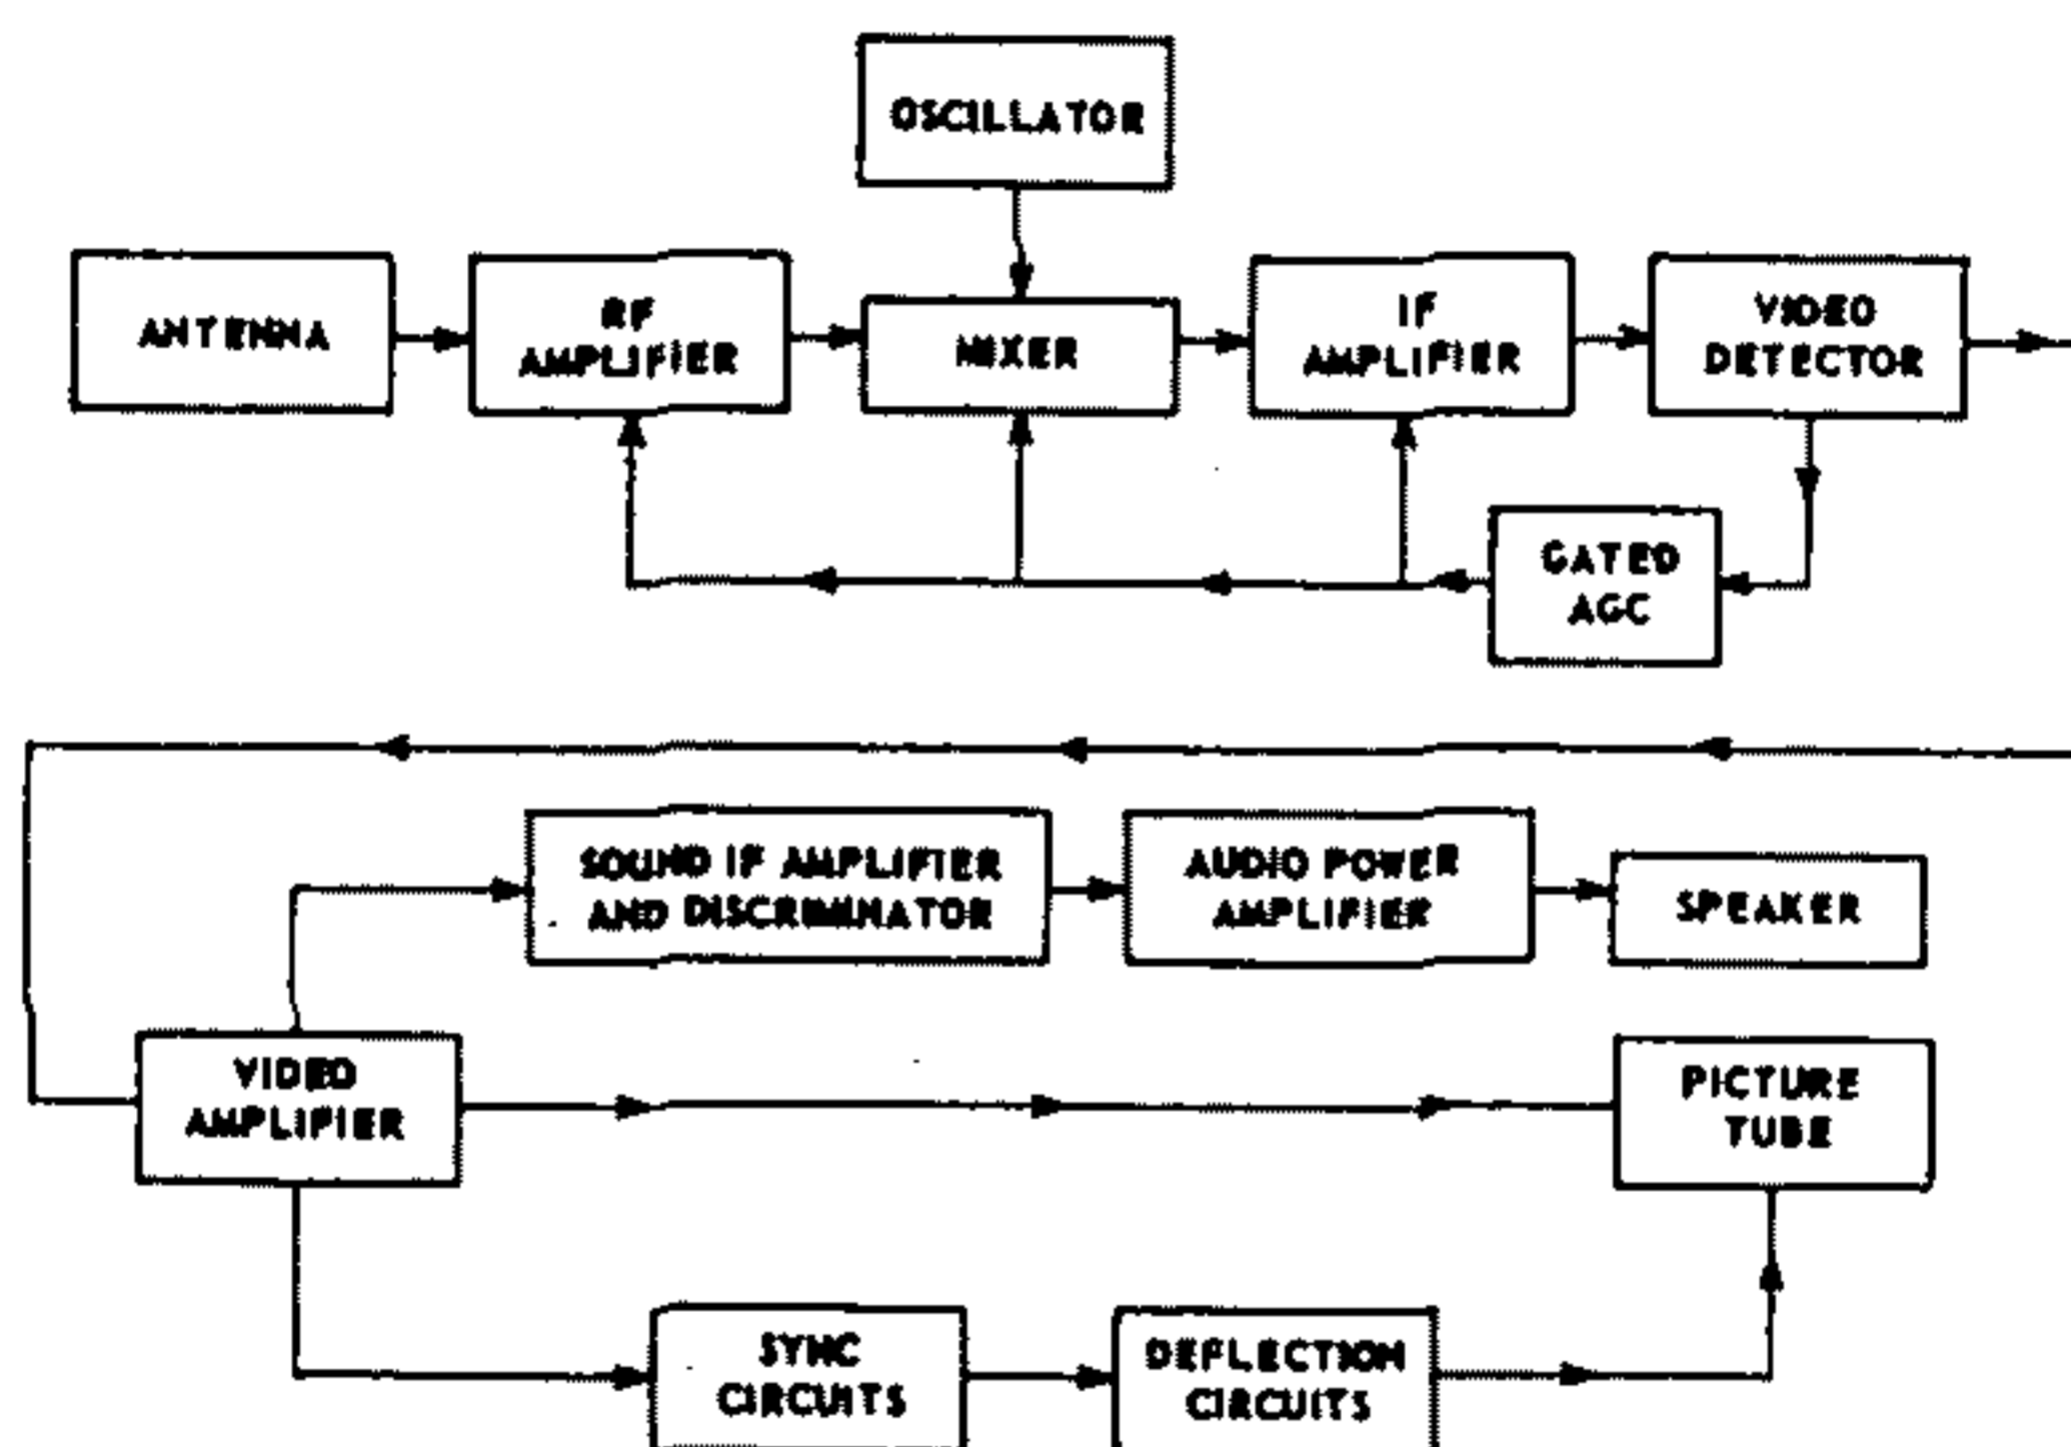 OSCILLATOR
ANTENNA
RF
AMPLIFIER
MIXER
IF
AMPLIFIER
VIDEO
DETECTOR
GATED
AGC
SOUND IF AMPLIFIER
AND DISCRIMINATOR
AUDIO POWER
AMPLIFIER
SPEAKER
VIDEO
AMPLIFIER
PICTURE
TUBE
SYNC
CIRCUITS
DEFLECTION
CIRCUITS